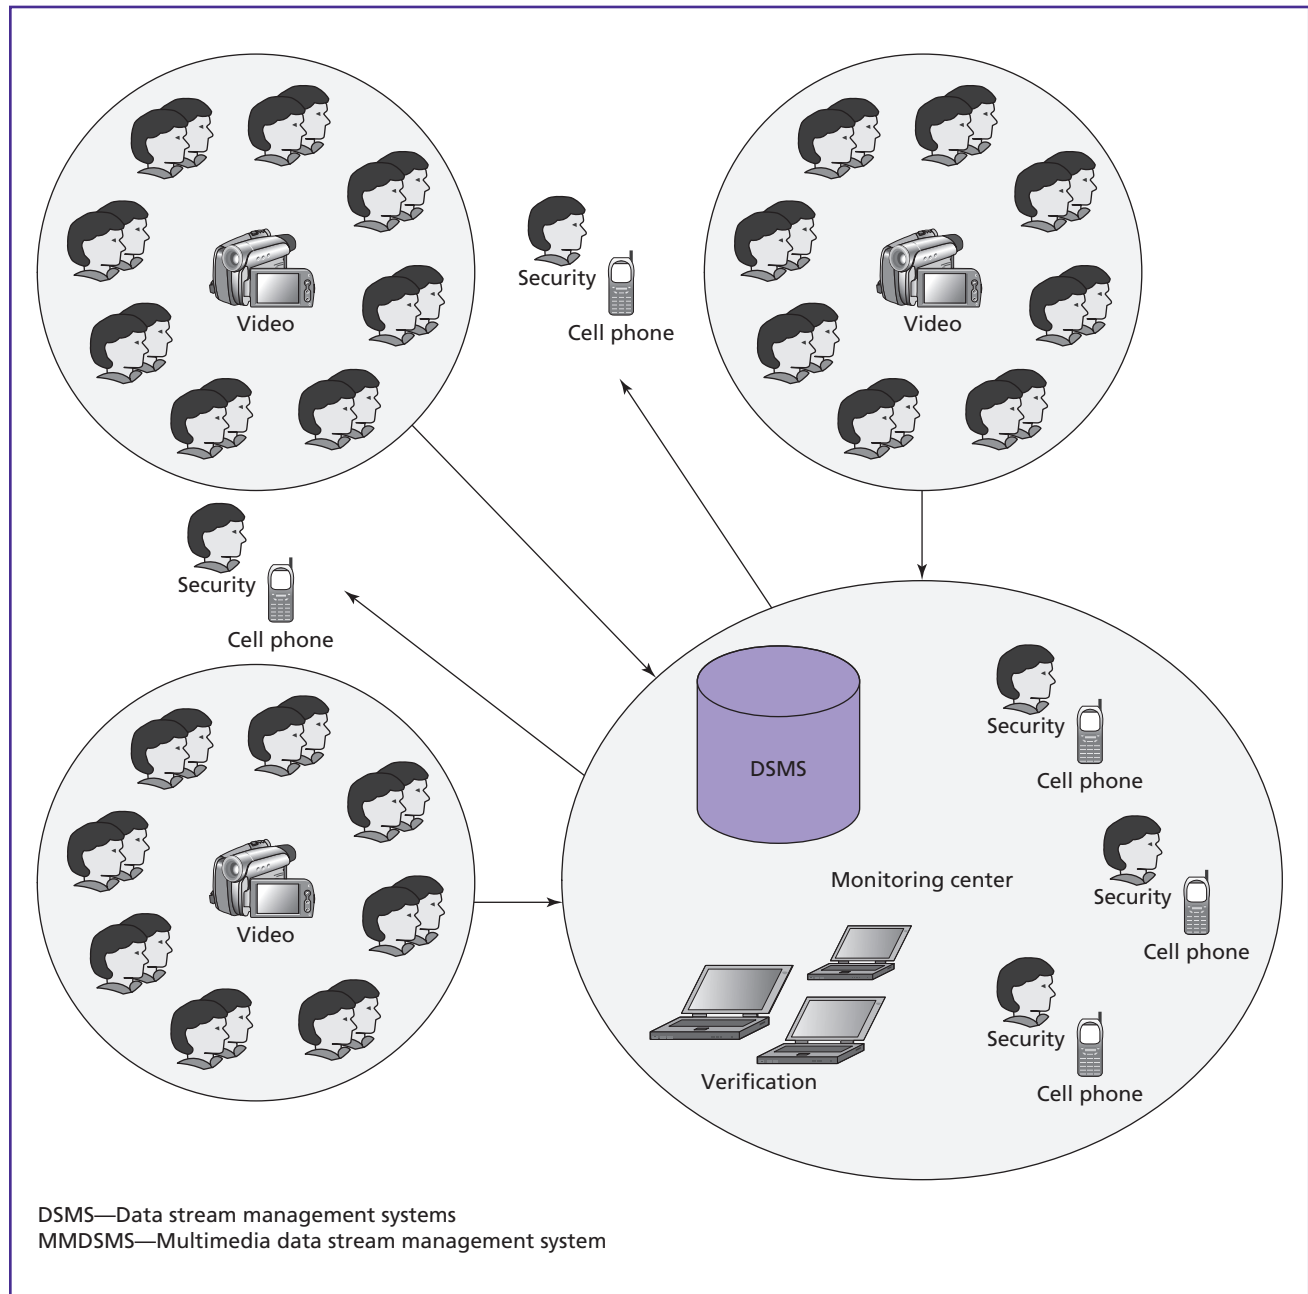 Video
Security
Cell phone
Video
Security
Cell phone
Video
DSMS
Monitoring center
Verification
Security
Cell phone
Security
Cell phone
Security
Cell phone
DSMS—Data stream management systems
MMDSMS—Multimedia data stream management system